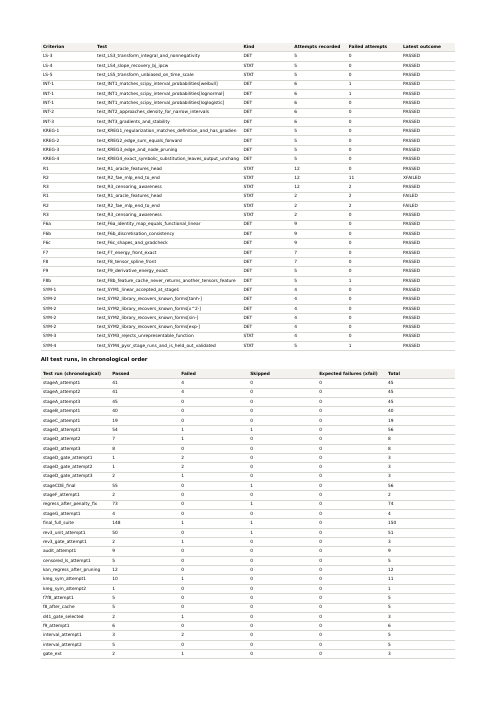 Criterion Test Kind Attempts recorded Failed attempts Latest outcome
LS-3 test_LS3_transform_integral_and_nonnegativity DET 5 0 PASSED
LS-4 test_LS4_slope_recovery_bj_ipcw STAT 5 0 PASSED
LS-5 test_LS5_transform_unbiased_on_time_scale STAT 5 0 PASSED
INT-1 test_INT1_matches_scipy_interval_probabilities[weibull] DET 6 1 PASSED
INT-1 test_INT1_matches_scipy_interval_probabilities[lognormal] DET 6 1 PASSED
INT-1 test_INT1_matches_scipy_interval_probabilities[loglogistic] DET 6 0 PASSED
INT-2 test_INT2_approaches_density_for_narrow_intervals DET 6 0 PASSED
INT-3 test_INT3_gradients_and_stability DET 6 0 PASSED
KREG-1 test_KREG1_regularization_matches_definition_and_has_gradien DET 5 0 PASSED
KREG-2 test_KREG2_edge_sum_equals_forward DET 5 0 PASSED
KREG-3 test_KREG3_edge_and_node_pruning DET 5 0 PASSED
KREG-4 test_KREG4_exact_symbolic_substitution_leaves_output_unchang DET 5 0 PASSED
R1 test_R1_oracle_features_head STAT 12 0 PASSED
R2 test_R2_fae_mlp_end_to_end STAT 12 11 XFAILED
R3 test_R3_censoring_awareness STAT 12 2 PASSED
R1 test_R1_oracle_features_head STAT 2 2 FAILED
R2 test_R2_fae_mlp_end_to_end STAT 2 2 FAILED
R3 test_R3_censoring_awareness STAT 2 0 PASSED
F6a test_F6a_identity_map_equals_functional_linear DET 9 0 PASSED
F6b test_F6b_discretisation_consistency DET 9 0 PASSED
F6c test_F6c_shapes_and_gradcheck DET 9 0 PASSED
F7 test_F7_energy_front_exact DET 7 0 PASSED
F8 test_F8_tensor_spline_front DET 7 0 PASSED
F9 test_F9_derivative_energy_exact DET 5 0 PASSED
F8b test_F8b_feature_cache_never_returns_another_tensors_feature DET 5 1 PASSED
SYM-1 test_SYM1_linear_accepted_at_stage1 DET 4 0 PASSED
SYM-2 test_SYM2_library_recovers_known_forms[tanh-] DET 4 0 PASSED
SYM-2 test_SYM2_library_recovers_known_forms[x^2-] DET 4 0 PASSED
SYM-2 test_SYM2_library_recovers_known_forms[sin-] DET 4 0 PASSED
SYM-2 test_SYM2_library_recovers_known_forms[exp-] DET 4 0 PASSED
SYM-3 test_SYM3_rejects_unrepresentable_function STAT 4 0 PASSED
SYM-4 test_SYM4_pysr_stage_runs_and_is_held_out_validated STAT 5 1 PASSED
All test runs, in chronological order
Test run (chronological) Passed Failed Skipped Expected failures (xfail) Total
stageA_attempt1 41 4 0 0 45
stageA_attempt2 41 4 0 0 45
stageA_attempt3 45 0 0 0 45
stageB_attempt1 40 0 0 0 40
stageC_attempt1 19 0 0 0 19
stageD_attempt1 54 1 1 0 56
stageD_attempt2 7 1 0 0 8
stageD_attempt3 8 0 0 0 8
stageD_gate_attempt1 1 2 0 0 3
stageD_gate_attempt2 1 2 0 0 3
stageD_gate_attempt3 2 1 0 0 3
stageCDE_final 55 0 1 0 56
stageF_attempt1 2 0 0 0 2
regress_after_penalty_fix 73 0 1 0 74
stageG_attempt1 4 0 0 0 4
final_full_suite 148 1 1 0 150
rev3_unit_attempt1 50 0 1 0 51
rev3_gate_attempt1 2 1 0 0 3
audit_attempt1 9 0 0 0 9
censored_ls_attempt1 5 0 0 0 5
kan_regress_after_pruning 12 0 0 0 12
kreg_sym_attempt1 10 1 0 0 11
kreg_sym_attempt2 1 0 0 0 1
f7f8_attempt1 5 0 0 0 5
f8_after_cache 5 0 0 0 5
d41_gate_selected 2 1 0 0 3
f9_attempt1 6 0 0 0 6
interval_attempt1 3 2 0 0 5
interval_attempt2 5 0 0 0 5
gate_ext 2 1 0 0 3